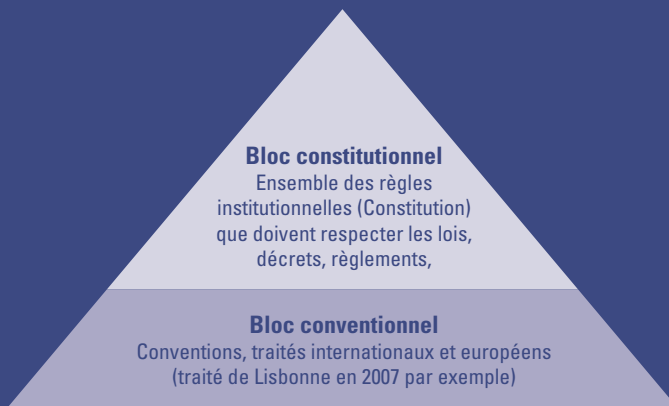 Bloc constitutionnel
Ensemble des règles
institutionnelles (Constitution)
que doivent respecter les lois,
décrets, règlements,
Bloc conventionnel
Conventions, traités internationaux et européens
(traité de Lisbonne en 2007 par exemple)